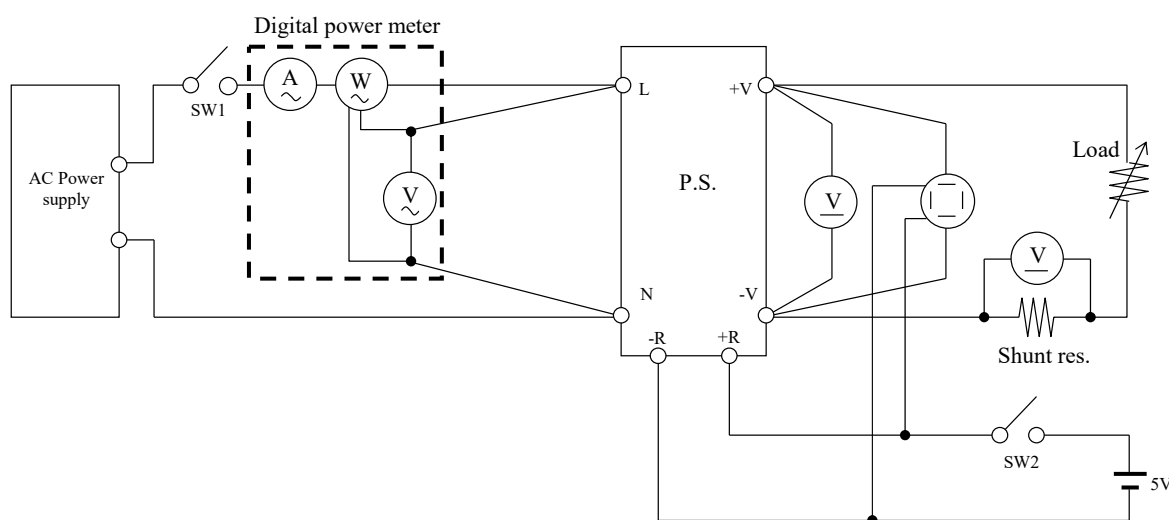 Digital power meter
A
W
SW1
L
+V
AC Power
supply
V
P.S.
V
Load
V
N
-V
-R
+R
Shunt res.
SW2
5V